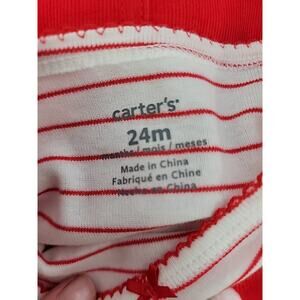 carter's
24m
months / mois / meses
Made in China
Fabriqué en Chine
Hecho en China